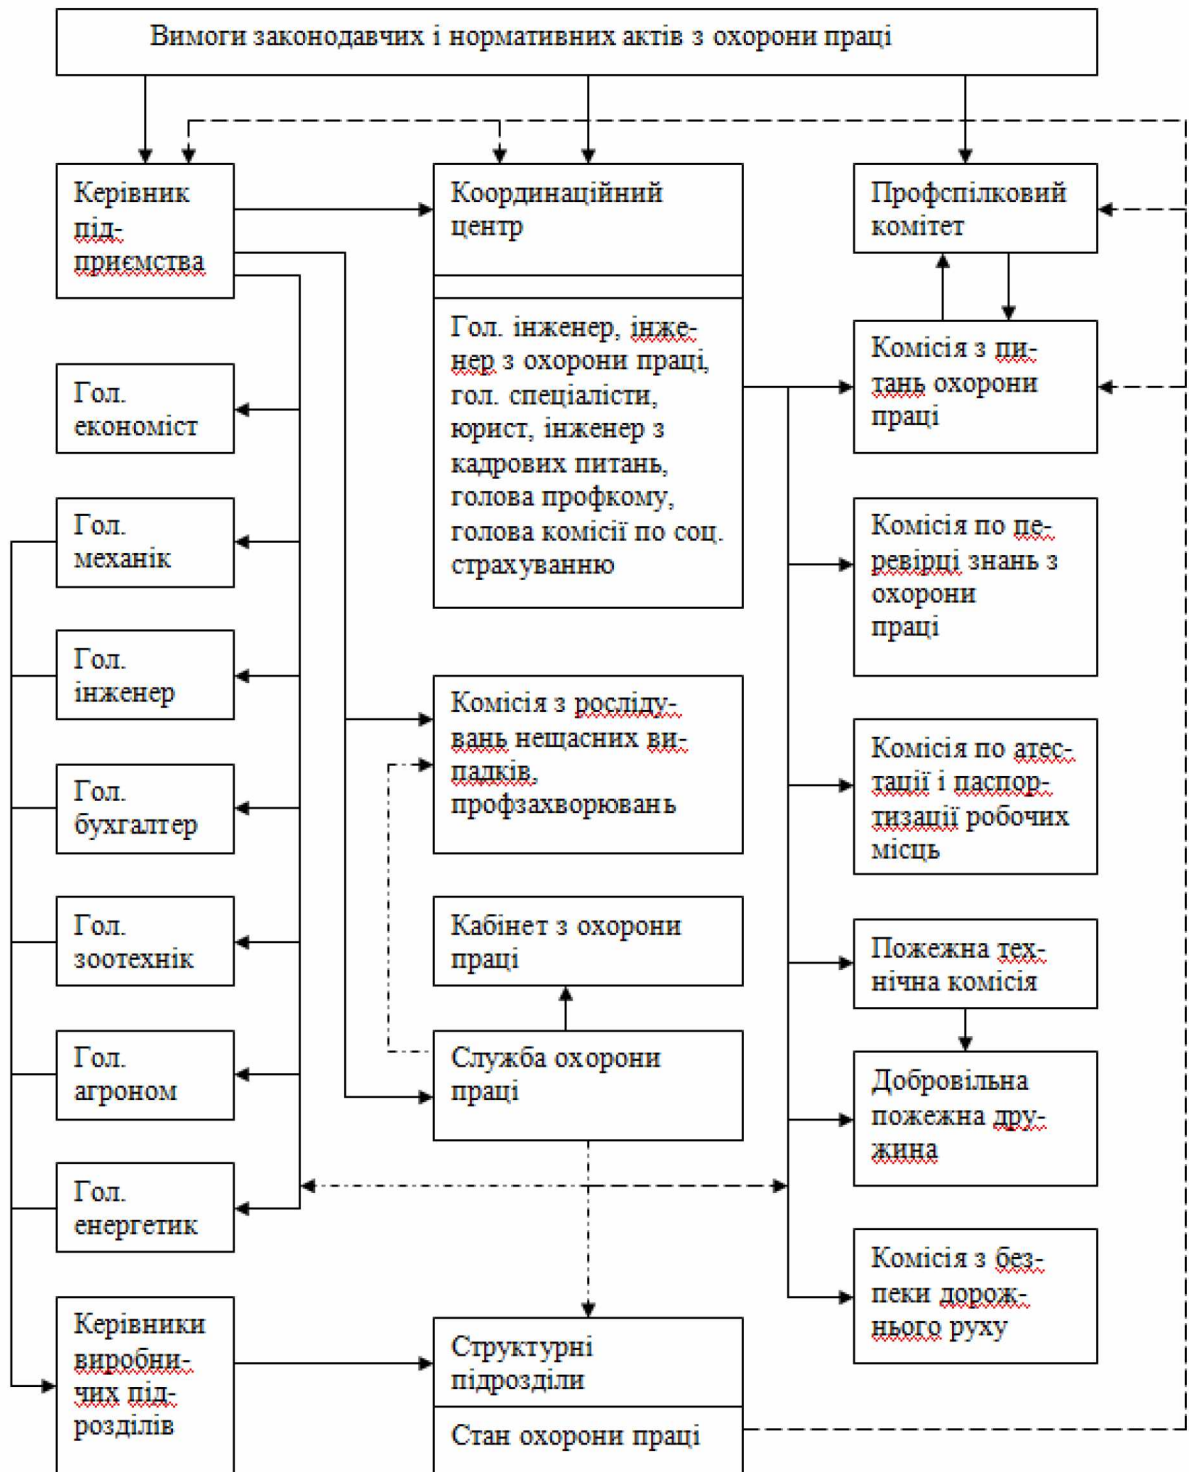 Вимоги законодавчих і нормативних актів з охорони праці
Керівник
під-
приємства
Координаційний
центр
Профспілковий
комітет
Гол. інженер, інже-
нер з охорони праці,
гол. спеціалісти,
юрист, інженер з
кадрових питань,
голова профкому,
голова комісії по соц.
страхуванню
Комісія з пи-
тань охорони
праці
Гол.
економіст
Гол.
механік
Комісія по пе-
ревірці знань з
охорони
праці
Гол.
інженер
Комісія з рослiду-
вань нещасних ви-
падків,
профзахворювань
Комісія по атес-
тації і паспор-
тизації робочих
місць
Гол.
бухгалтер
Гол.
зоотехнік
Кабінет з охорони
праці
Пожежна тех-
нічна комісія
Гол.
агроном
Служба охорони
праці
Добровільна
пожежна дру-
жина
Гол.
енергетик
Комісія з без-
пеки дорож-
нього руху
Керівники
виробни-
чих під-
розділів
Структурні
підрозділи
Стан охорони праці